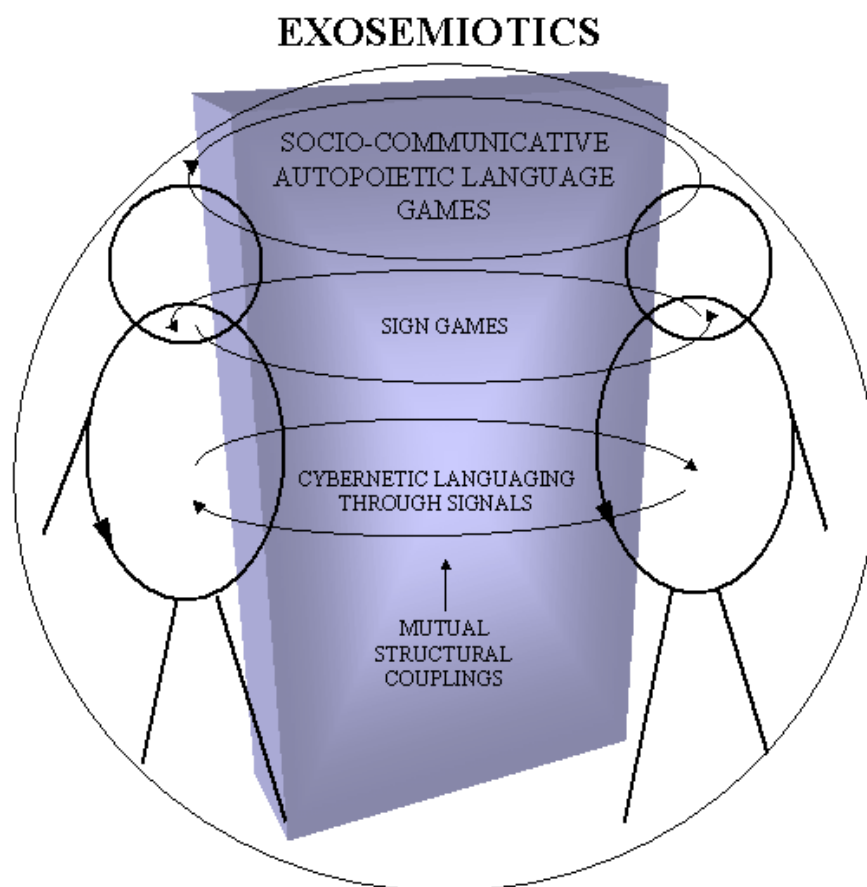 EXOSEMIOTICS
SOCIO-COMMUNICATIVE
AUTOPOIETIC LANGUAGE
GAMES
SIGN GAMES
CYBERNETIC LANGUAGING
THROUGH SIGNALS
MUTUAL
STRUCTURAL
COUPLINGS